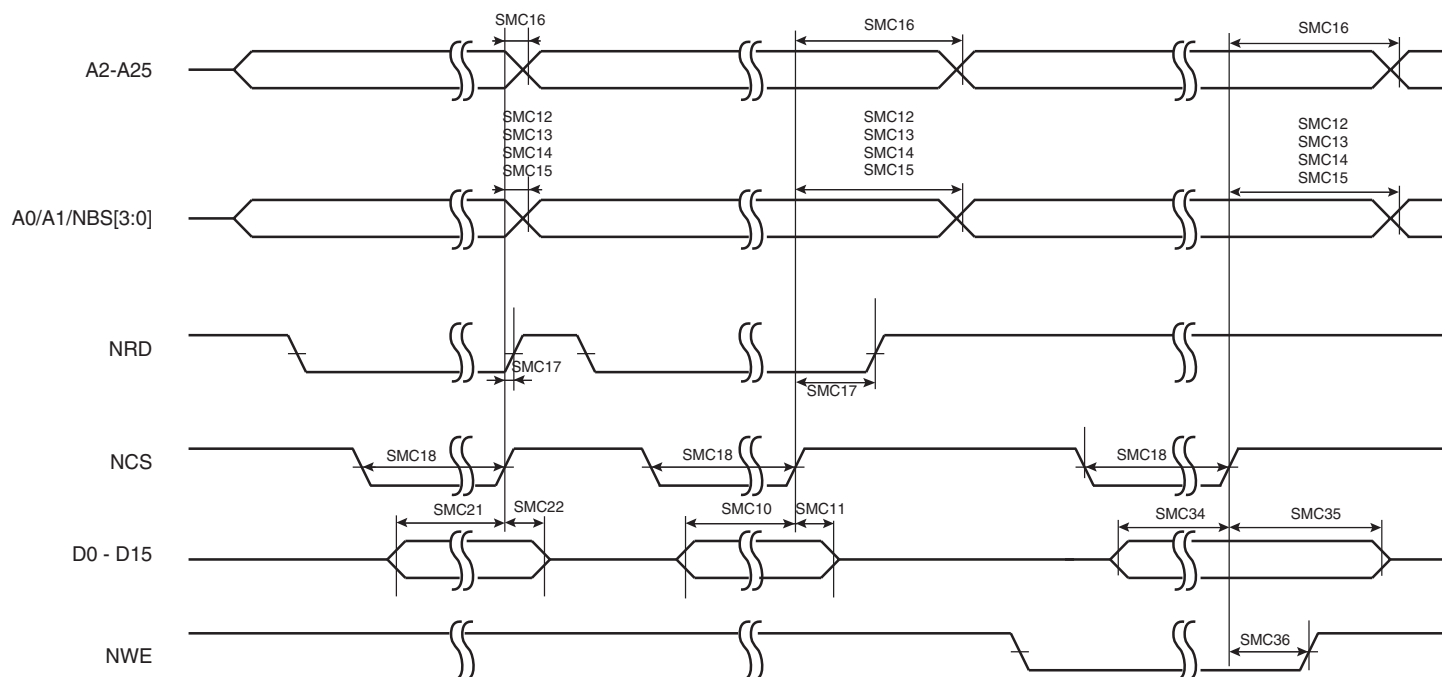 SMC16
SMC16
SMC16
A2-A25
SMC12
SMC13
SMC14
SMC15
SMC12
SMC13
SMC14
SMC15
SMC12
SMC13
SMC14
SMC15
A0/A1/NBS[3:0]
NRD
SMC17
SMC17
NCS
SMC18
SMC18
SMC18
SMC21
SMC22
SMC10
SMC11
SMC34
SMC35
D0 - D15
NWE
SMC36